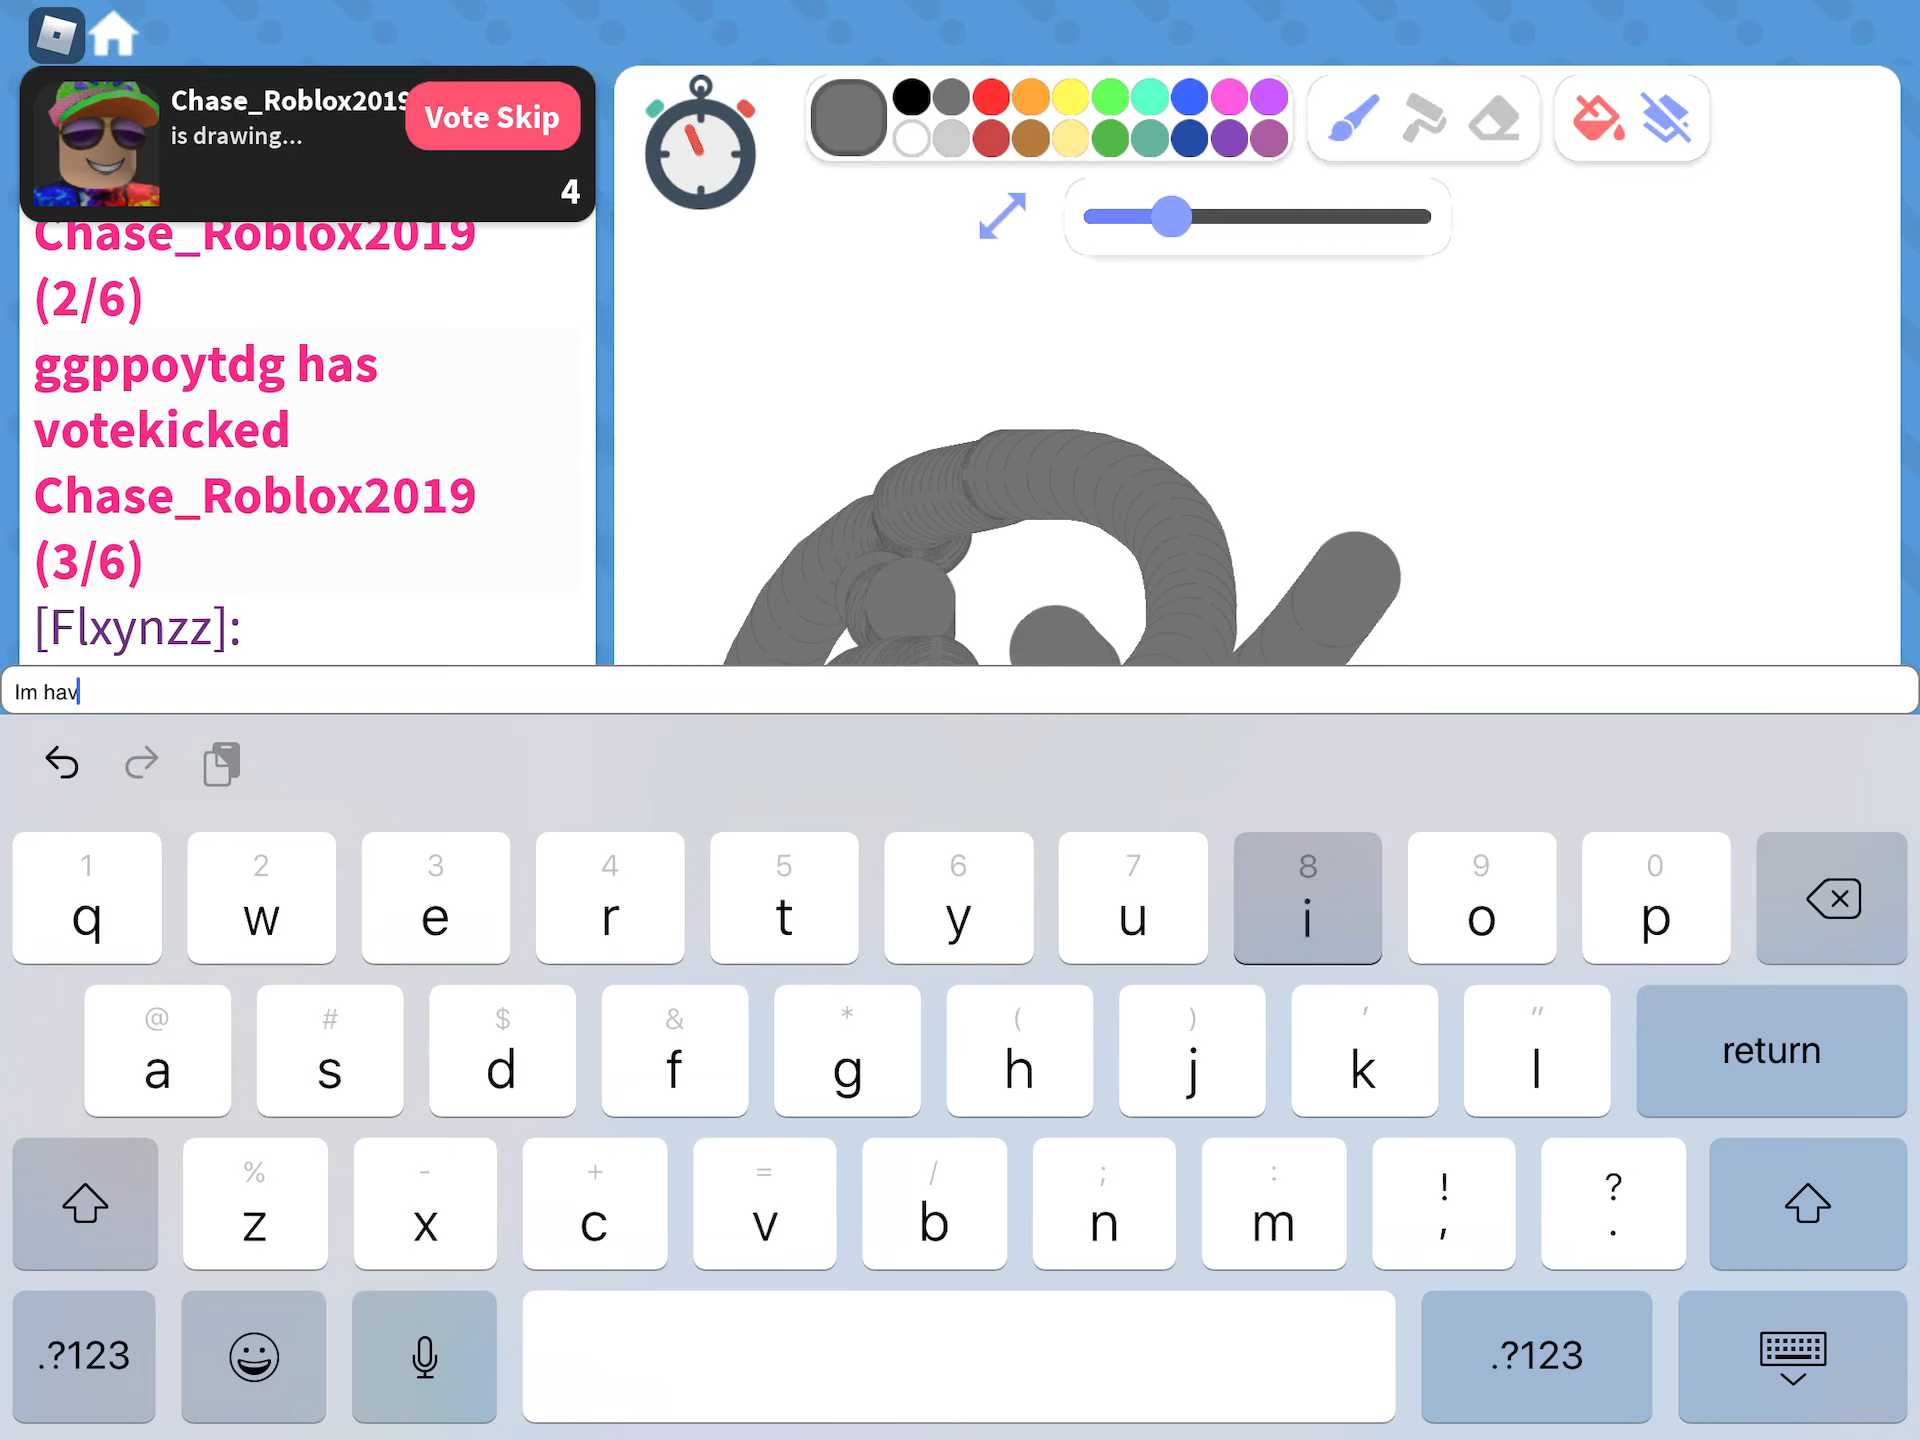 Chase_Roblox2019
is drawing...
Vote Skip
4
Chase_Roblox2019
(2/6)
ggppoytdg has
votekicked
Chase_Roblox2019
(3/6)
[Flxynzz]:
Im hav
1 2 3 4 5 6 7 8 9 0
q w e r t y u i o p
@ # $ & * ( ) ' "
a s d f g h j k l return
% - + = / ; : ! ?
z x c v b n m , .
.?123 .?123